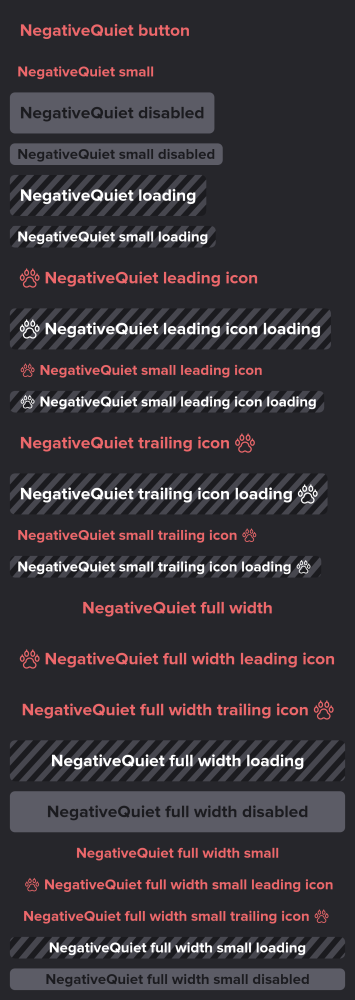 NegativeQuiet button
NegativeQuiet small
NegativeQuiet disabled
NegativeQuiet small disabled
NegativeQuiet loading
NegativeQuiet small loading
NegativeQuiet leading icon
NegativeQuiet leading icon loading
NegativeQuiet small leading icon
NegativeQuiet small leading icon loading
NegativeQuiet trailing icon
NegativeQuiet trailing icon loading
NegativeQuiet small trailing icon
NegativeQuiet small trailing icon loading
NegativeQuiet full width
NegativeQuiet full width leading icon
NegativeQuiet full width trailing icon
NegativeQuiet full width loading
NegativeQuiet full width disabled
NegativeQuiet full width small
NegativeQuiet full width small leading icon
NegativeQuiet full width small trailing icon
NegativeQuiet full width small loading
NegativeQuiet full width small disabled